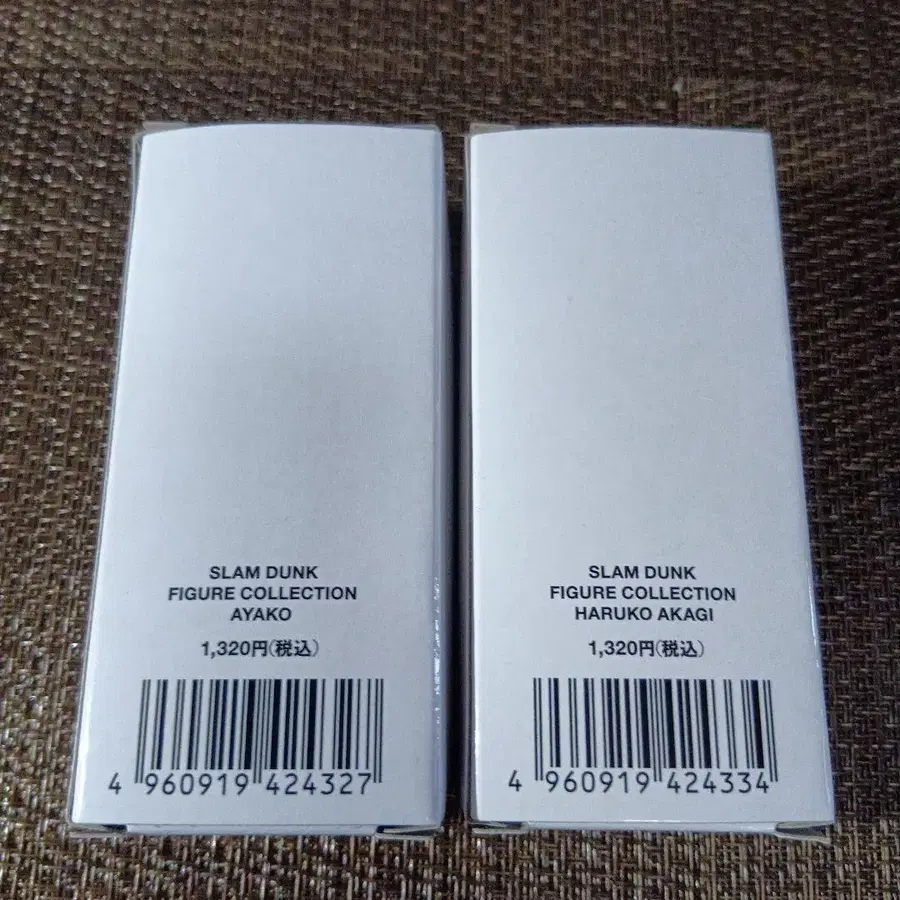 SLAM DUNK
FIGURE COLLECTION
AYAKO
1,320円(税込)
4 960919 424327
SLAM DUNK
FIGURE COLLECTION
HARUKO AKAGI
1,320円(税込)
4 960919 424334